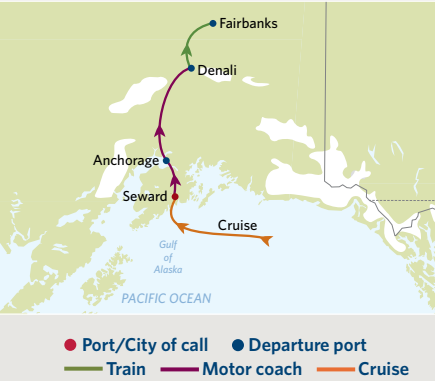 Fairbanks
Denali
Anchorage
Seward
Cruise
Gulf
of
Alaska
PACIFIC OCEAN
Port/City of call Departure port
Train Motor coach Cruise